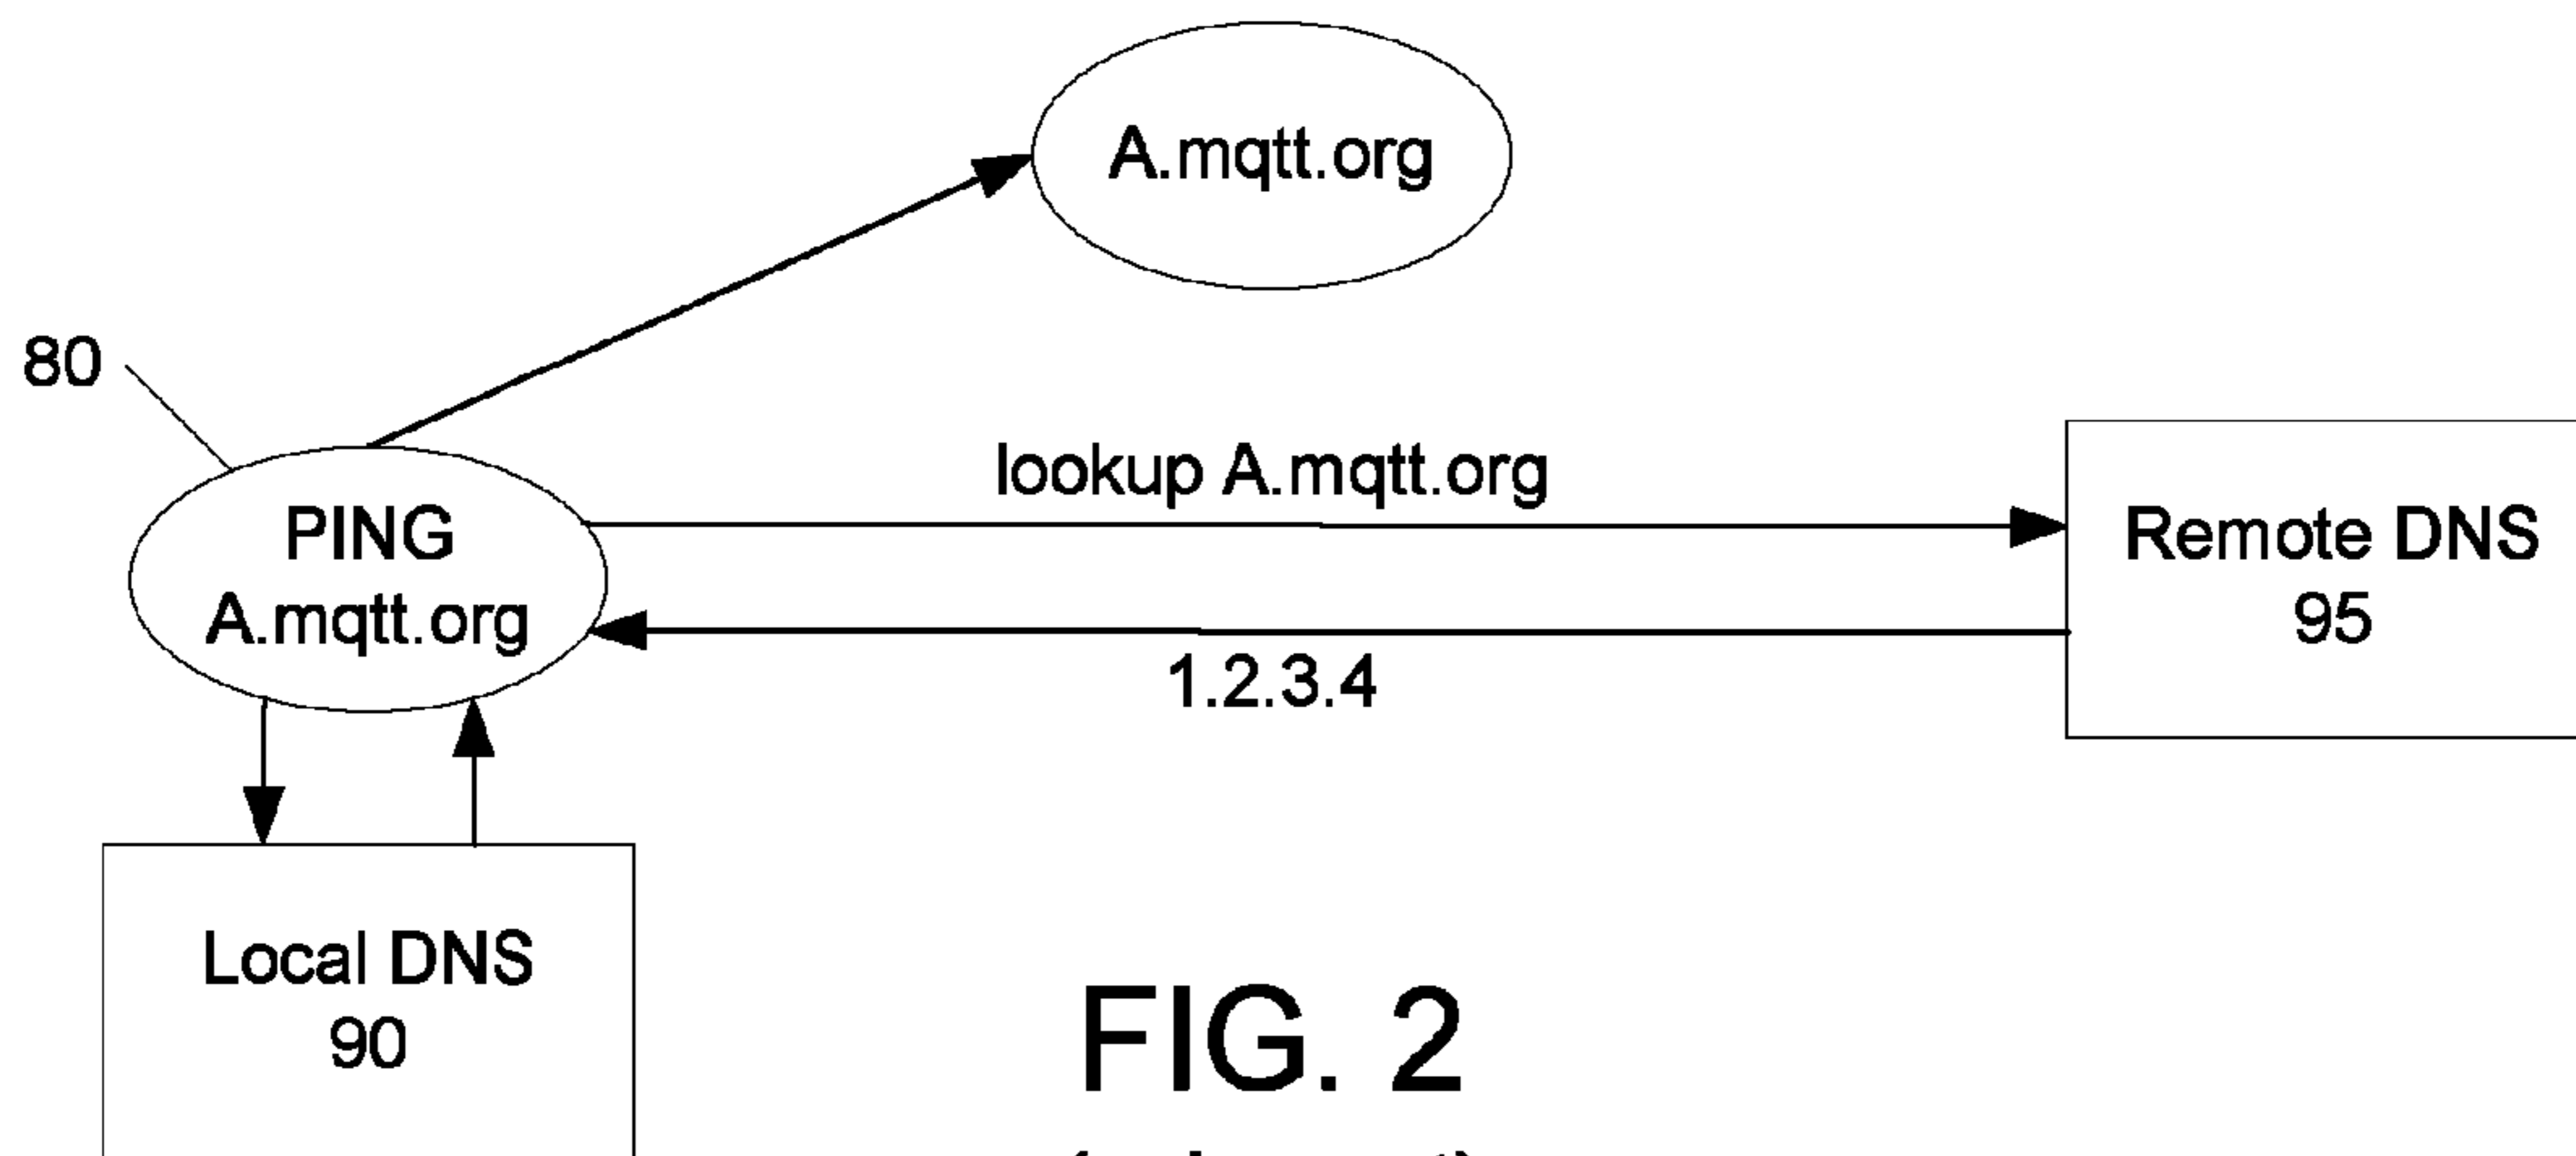 A.mqtt.org
80
lookup A.mqtt.org
PING
A.mqtt.org
Remote DNS
95
1.2.3.4
Local DNS
90
FIG. 2